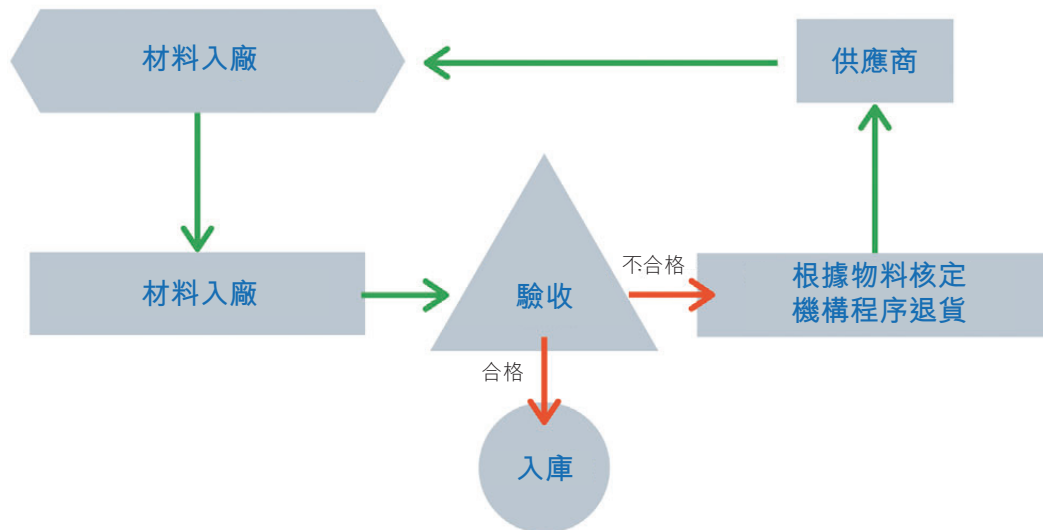 材料入廠
供應商
材料入廠
驗收
不合格
根據物料核定
機構程序退貨
合格
入庫